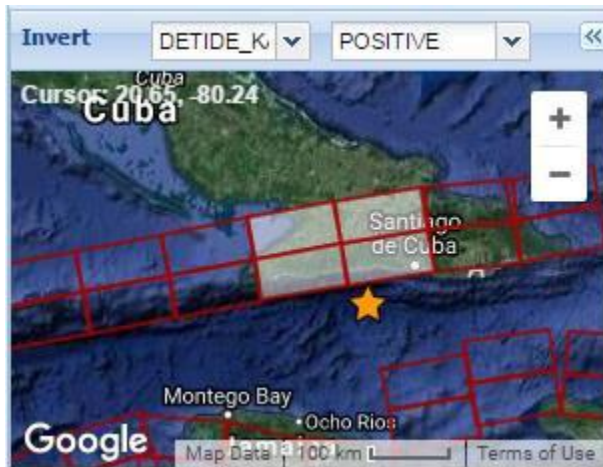 Invert DETIDE_K POSITIVE «
Cuba
Cursor: 20.65, -80.24
Cuba
+
−
Santiago
de Cuba
Montego Bay
Ocho Rios
Jamaica
Google Map Data 100 km Terms of Use